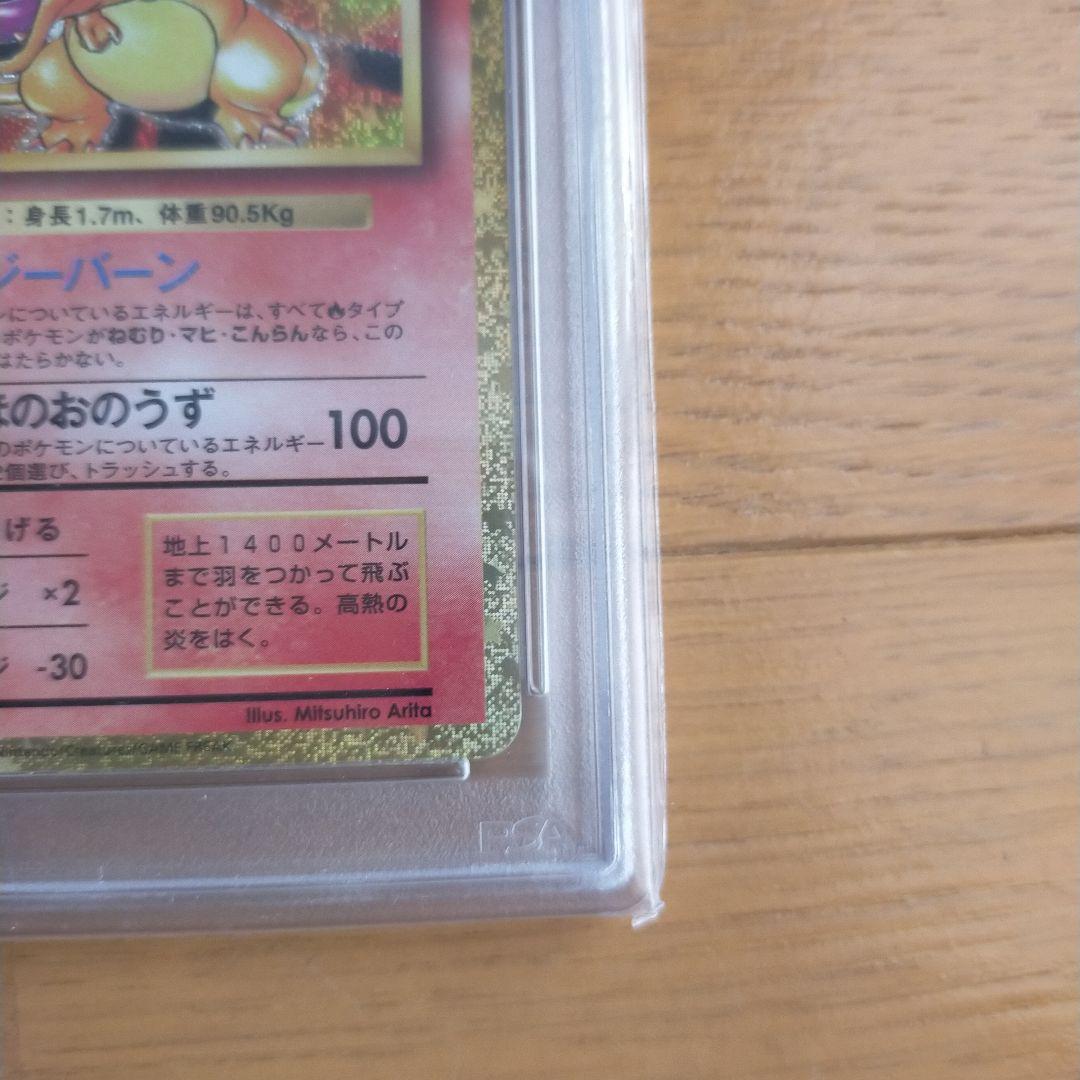 ：身長1.7m、体重90.5Kg
ジーバーン
についているエネルギーは、すべて🔥タイプ
ポケモンがねむり・マヒ・こんらんなら、この
はたらかない。
ほのおのうず
100
のポケモンについているエネルギー
2個選び、トラッシュする。
げる
×2
-30
地上1400メートル
まで羽をつかって飛ぶ
ことができる。高熱の
炎をはく。
Illus. Mitsuhiro Arita
Nintendo/Creatures/GAME FREAK
PSA